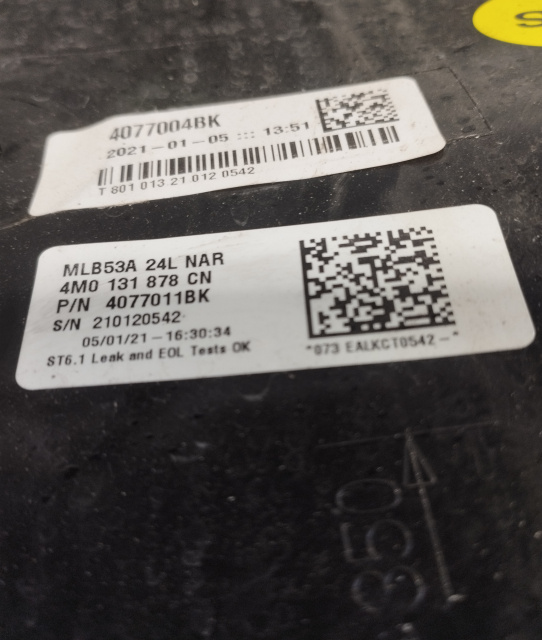 S
4077004BK
2021-01-05 ::: 13:51
T 801 013 21 012 0542
MLB53A 24L NAR
4M0 131 878 CN
P/N 4077011BK
S/N 210120542
05/01/21-16:30:34
ST6.1 Leak and EOL Tests OK
*073 EALKCT0542-*
350